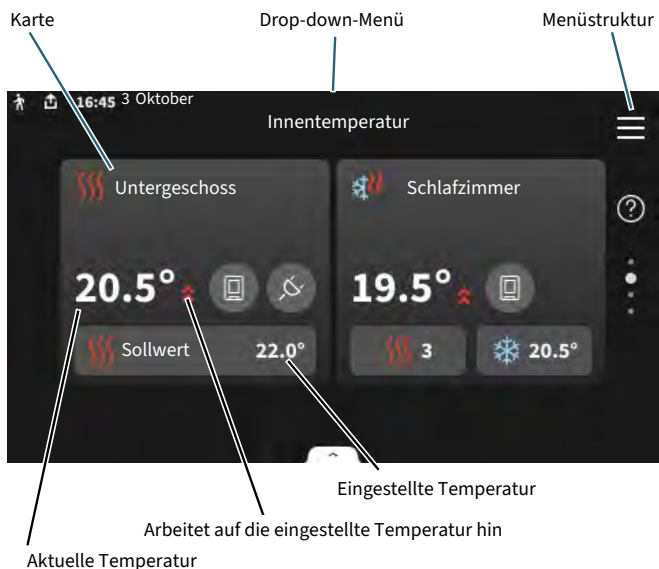 Karte
Drop-down-Menü
Menüstruktur
16:45 3 Oktober
Innentemperatur
Untergeschoss
Schlafzimmer
20.5°
19.5°
Sollwert 22.0°
3
20.5°
Eingestellte Temperatur
Arbeitet auf die eingestellte Temperatur hin
Aktuelle Temperatur